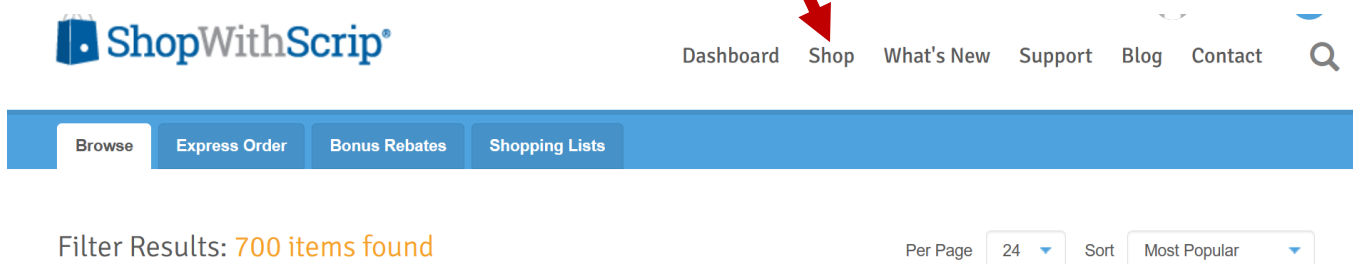 ShopWithScrip®
Dashboard Shop What's New Support Blog Contact
Browse Express Order Bonus Rebates Shopping Lists
Filter Results: 700 items found
Per Page 24 Sort Most Popular